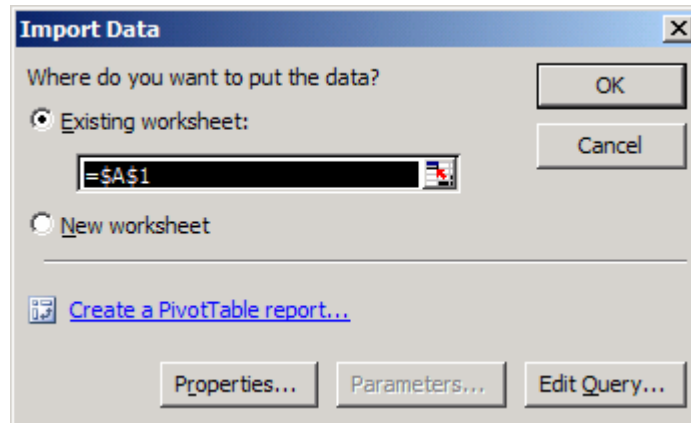 Import Data
Where do you want to put the data?
OK
Existing worksheet:
Cancel
=$A$1
New worksheet
Create a PivotTable report...
Properties... Parameters... Edit Query...